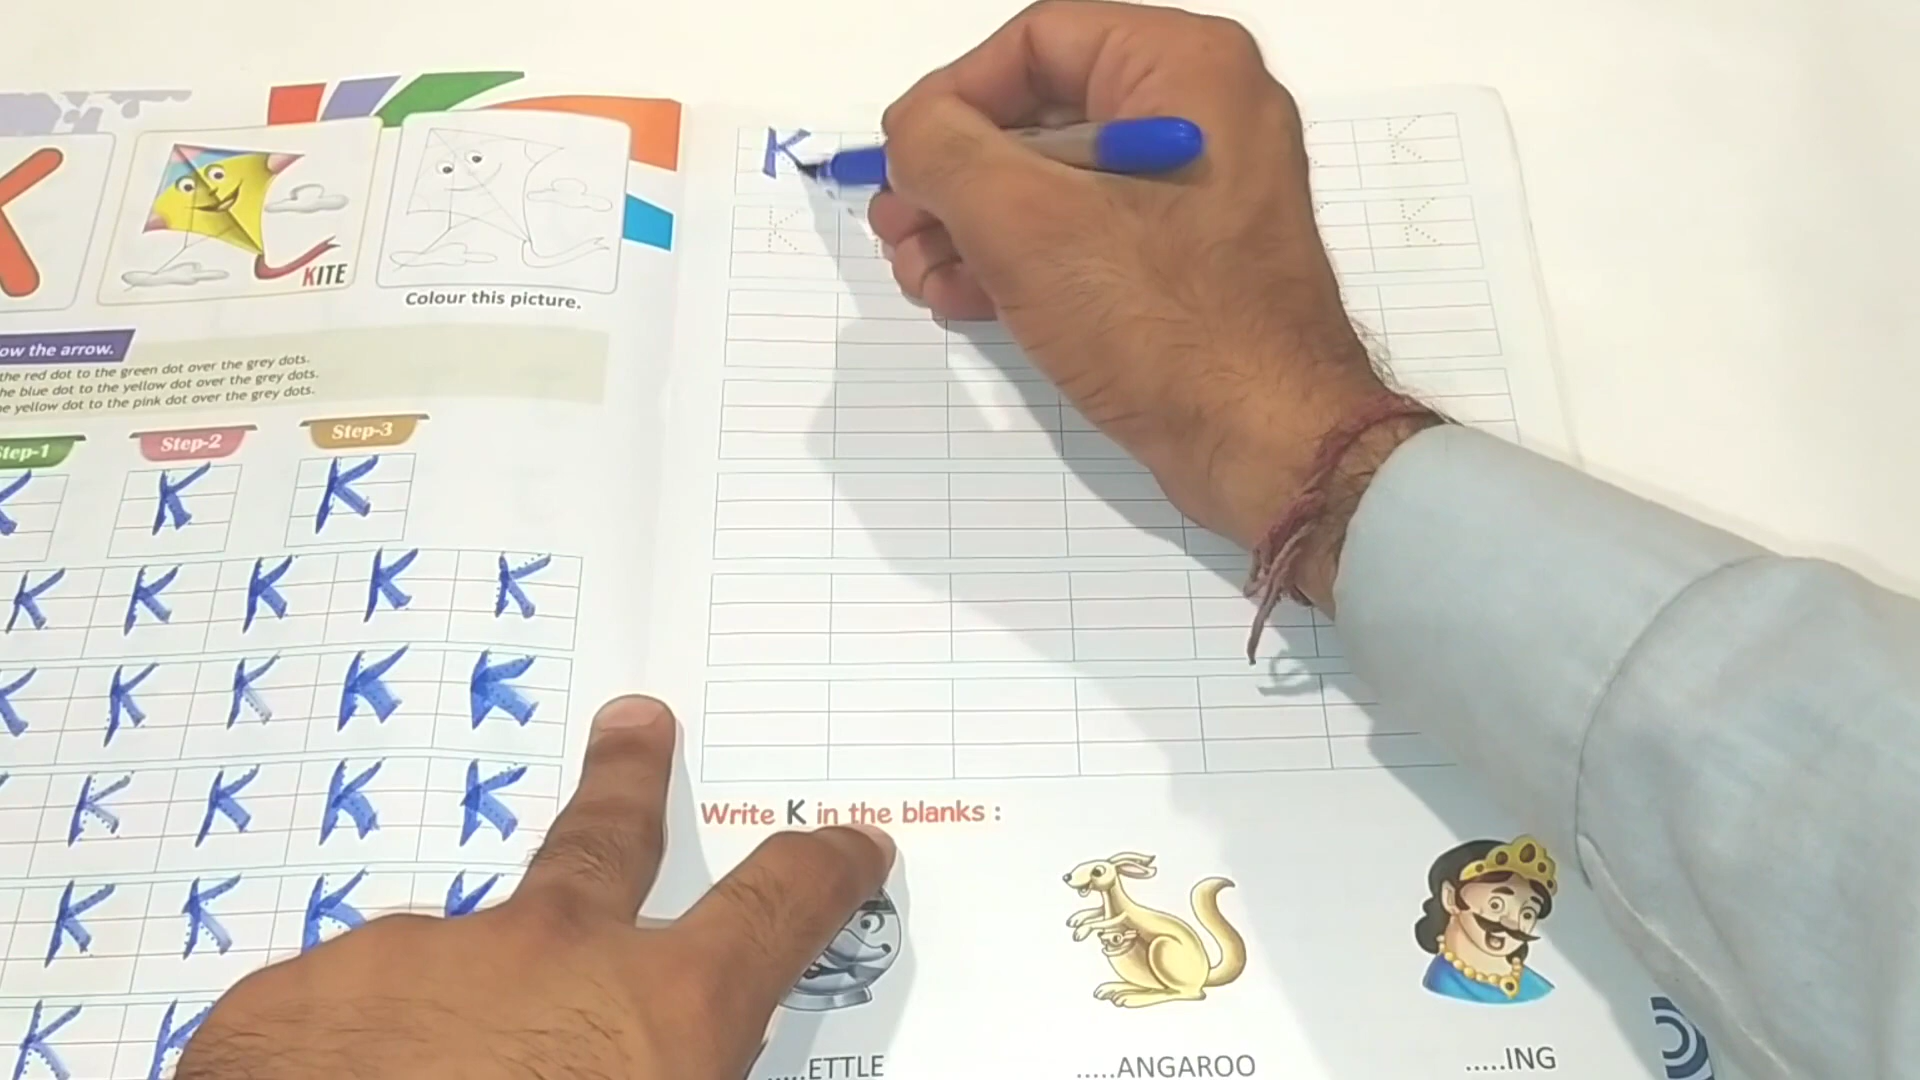 K
KITE
Colour this picture.
ow the arrow.
the red dot to the green dot over the grey dots.
he blue dot to the yellow dot over the grey dots.
e yellow dot to the pink dot over the grey dots.
tep-1 Step-2 Step-3
K K K
K K K K K
K K K K K
K K K K
K K K K
K K
K K
K K
Write K in the blanks :
.....ETTLE .....ANGAROO .....ING